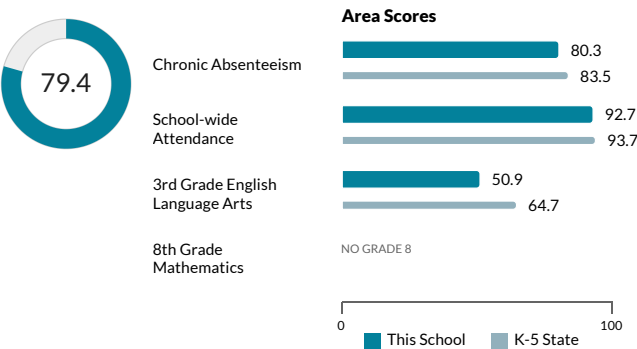 Area Scores
79.4
Chronic Absenteeism
80.3
83.5
School-wide
Attendance
92.7
93.7
3rd Grade English
Language Arts
50.9
64.7
8th Grade
Mathematics
NO GRADE 8
0
100
This School
K-5 State